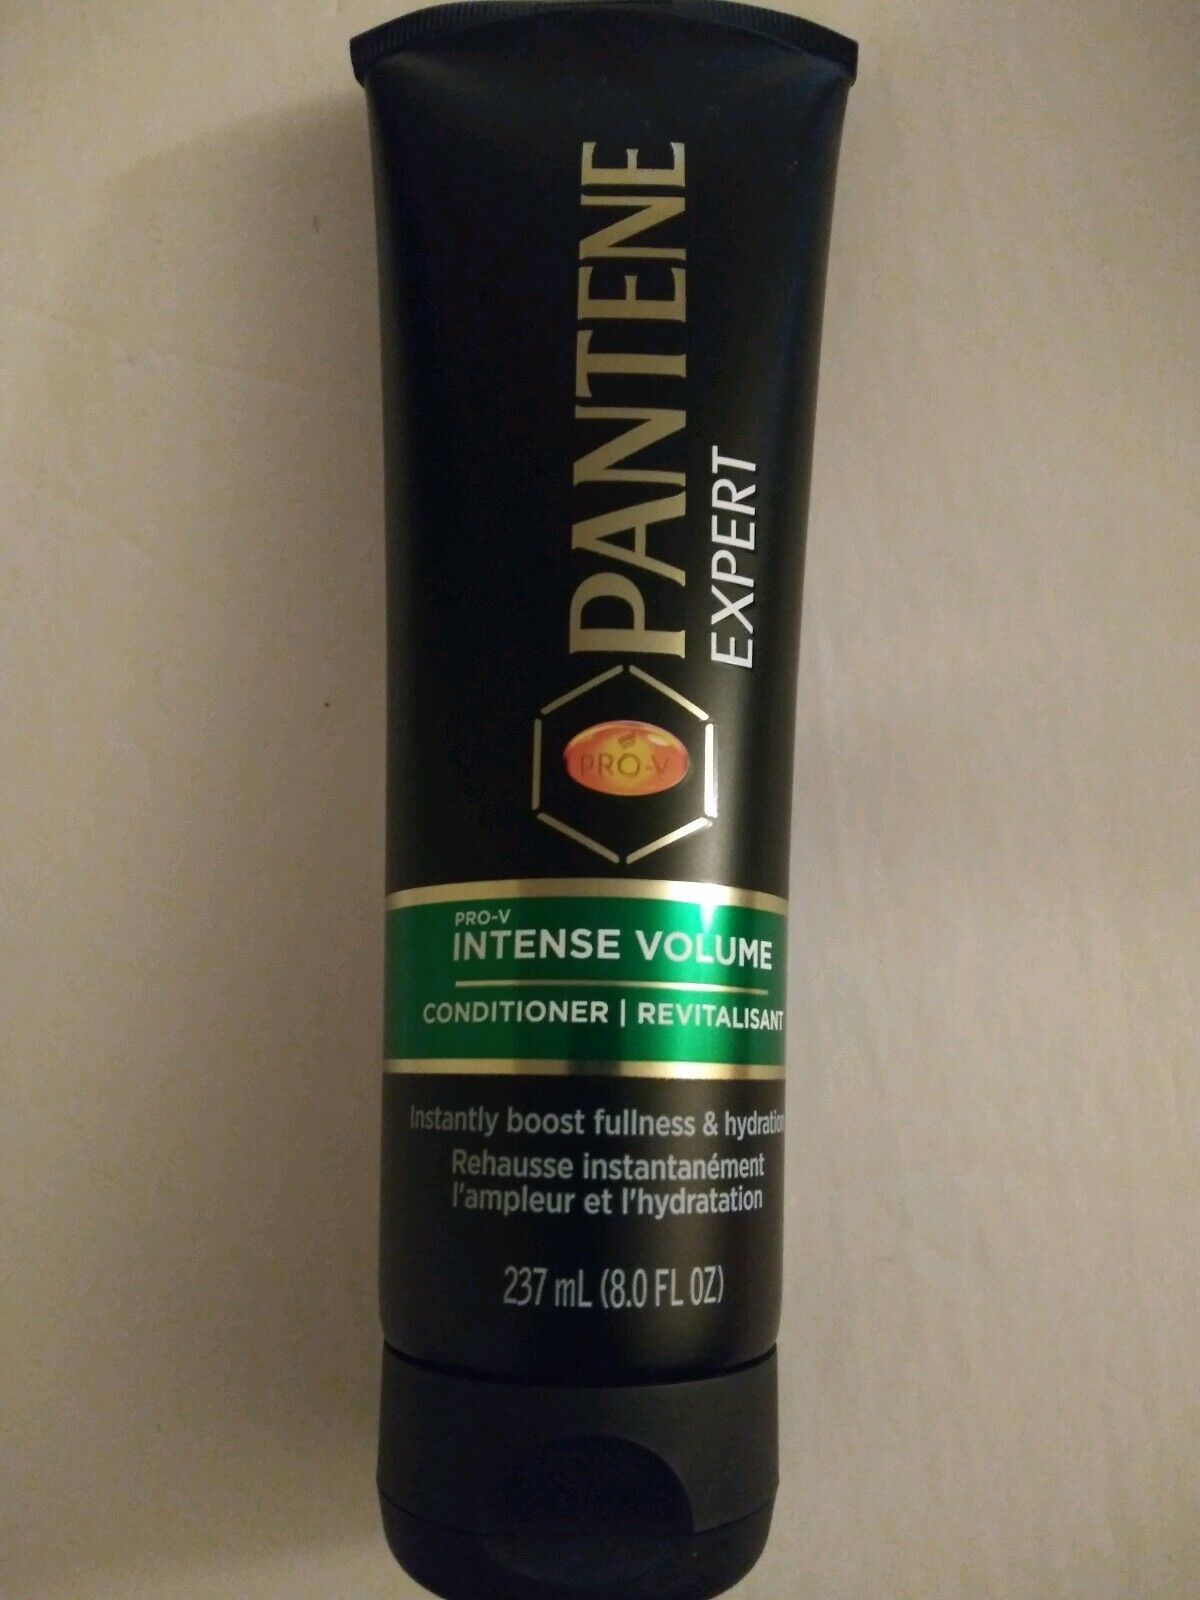 PANTENE
EXPERT
PRO-V
PRO-V
INTENSE VOLUME
CONDITIONER | REVITALISANT
Instantly boost fullness & hydration
Rehausse instantanément
l'ampleur et l'hydratation
237 mL (8.0 FL OZ)